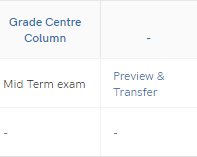 Grade Centre
Column
-
Mid Term exam
Preview &
Transfer
-
-